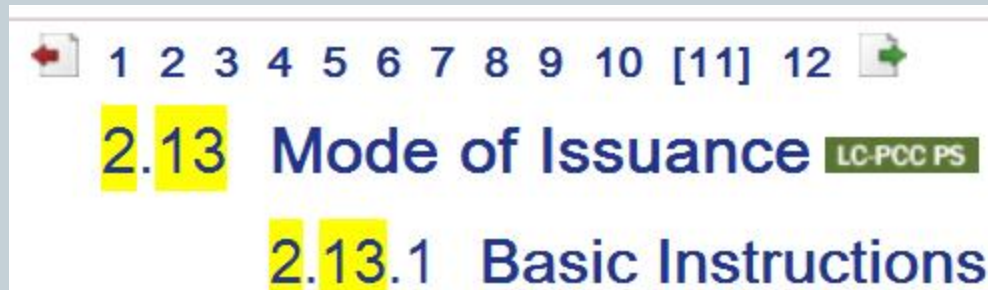 1 2 3 4 5 6 7 8 9 10 [11] 12
2.13 Mode of Issuance LC-PCC PS
2.13.1 Basic Instructions